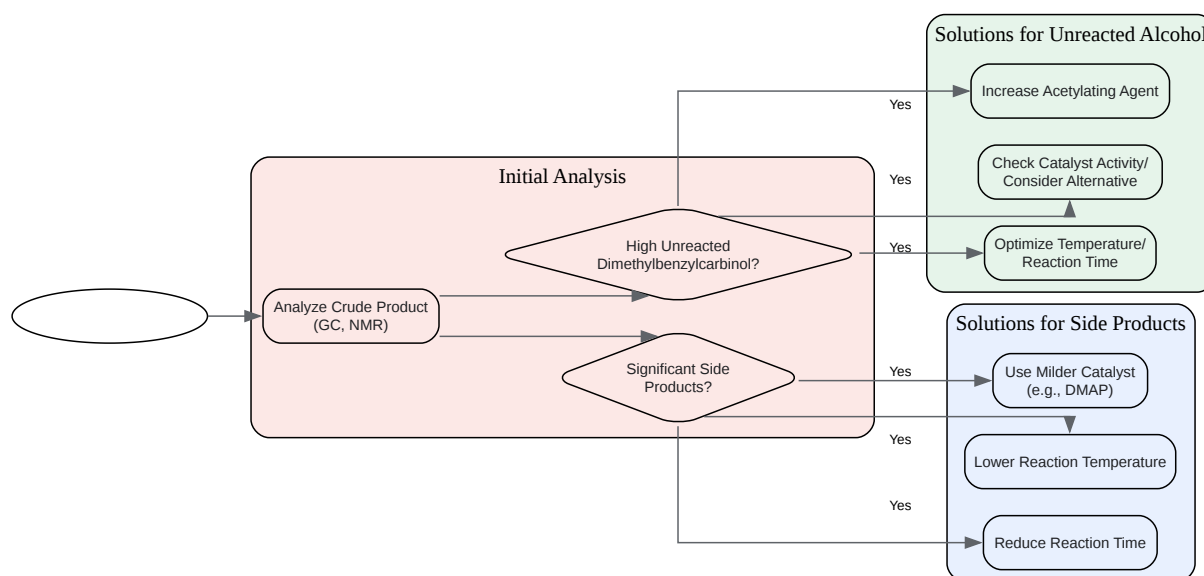 Solutions for Unreacted Alcohol
Increase Acetylating Agent
Yes
Check Catalyst Activity/
Consider Alternative
Yes
Optimize Temperature/
Reaction Time
Yes
Initial Analysis
High Unreacted
Dimethylbenzylcarbinol?
Analyze Crude Product
(GC, NMR)
Significant Side
Products?
Solutions for Side Products
Yes
Use Milder Catalyst
(e.g., DMAP)
Yes
Lower Reaction Temperature
Yes
Reduce Reaction Time